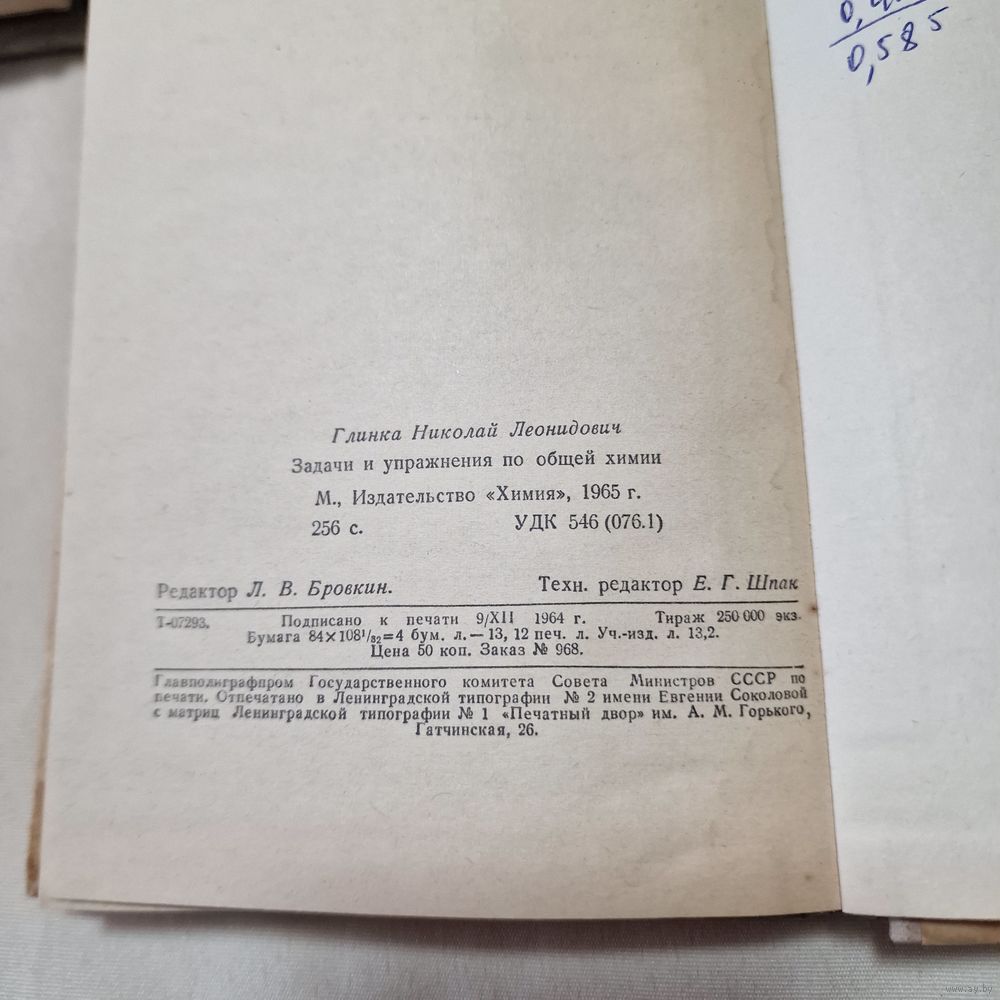 Глинка Николай Леонидович
Задачи и упражнения по общей химии
М., Издательство «Химия», 1965 г.
256 с. УДК 546 (076.1)
Редактор Л. В. Бровкин. Техн. редактор Е. Г. Шпак
Т-07293. Подписано к печати 9/XII 1964 г. Тираж 250 000 экз.
Бумага 84×108¹/₃₂=4 бум. л.—13, 12 печ. л. Уч.-изд. л. 13,2.
Цена 50 коп. Заказ № 968.
Главполиграфпром Государственного комитета Совета Министров СССР по
печати. Отпечатано в Ленинградской типографии № 2 имени Евгении Соколовой
с матриц Ленинградской типографии № 1 «Печатный двор» им. А. М. Горького,
Гатчинская, 26.
0,585
www.ay.by